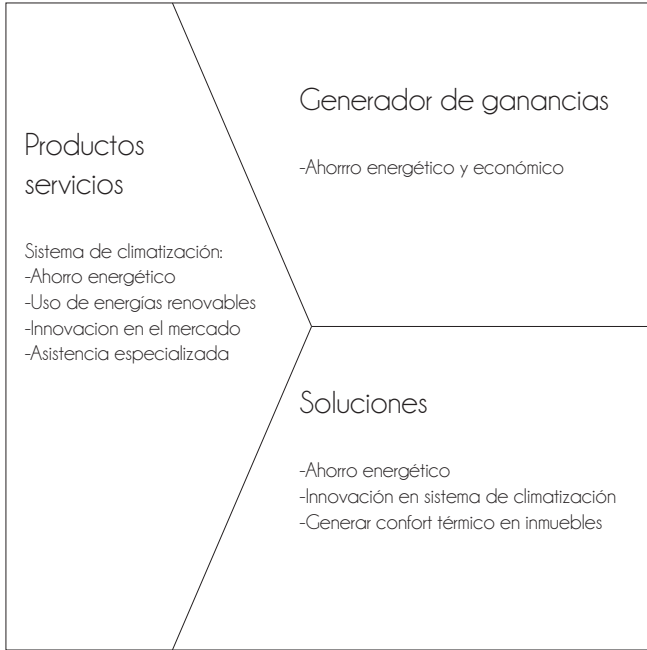 Productos
servicios
Sistema de climatización:
-Ahorro energético
-Uso de energías renovables
-Innovacion en el mercado
-Asistencia especializada
Generador de ganancias
-Ahorrro energético y económico
Soluciones
-Ahorro energético
-Innovación en sistema de climatización
-Generar confort térmico en inmuebles